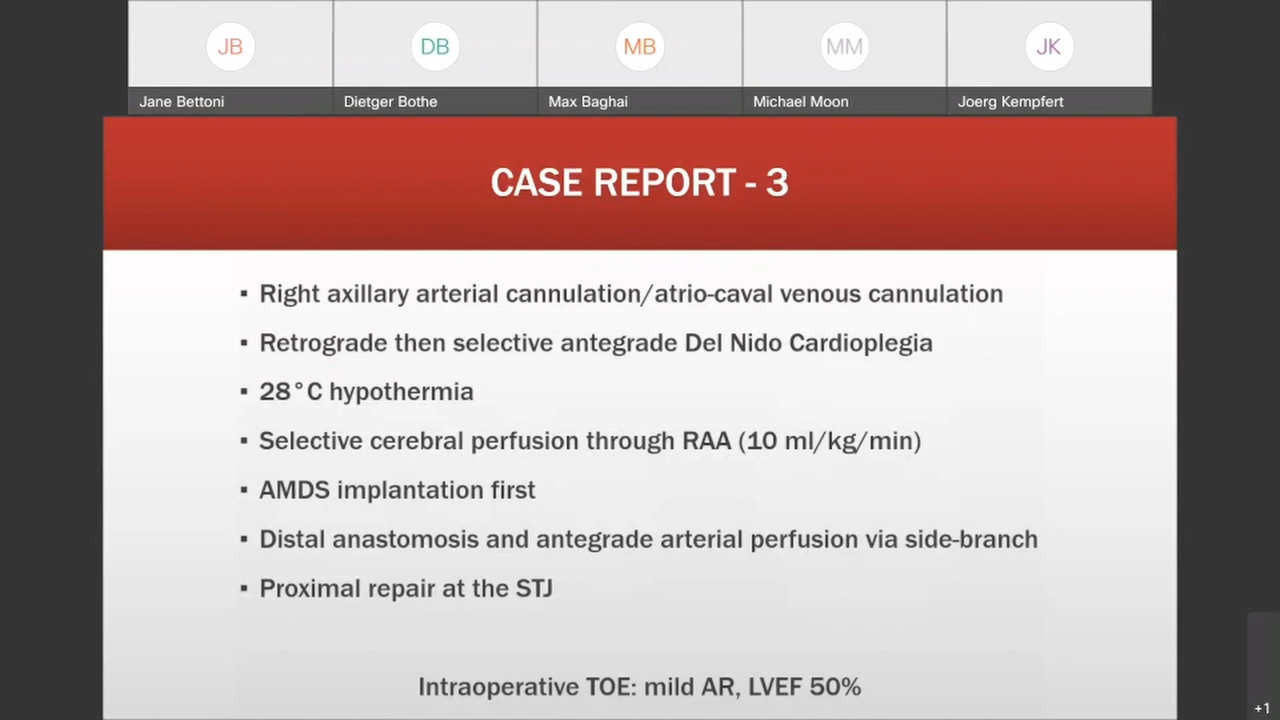 JB
DB
MB
MM
JK
Jane Bettoni
Dietger Bothe
Max Baghai
Michael Moon
Joerg Kempfert
CASE REPORT - 3
▪ Right axillary arterial cannulation/atrio-caval venous cannulation
▪ Retrograde then selective antegrade Del Nido Cardioplegia
▪ 28°C hypothermia
▪ Selective cerebral perfusion through RAA (10 ml/kg/min)
▪ AMDS implantation first
▪ Distal anastomosis and antegrade arterial perfusion via side-branch
▪ Proximal repair at the STJ
Intraoperative TOE: mild AR, LVEF 50%
+1